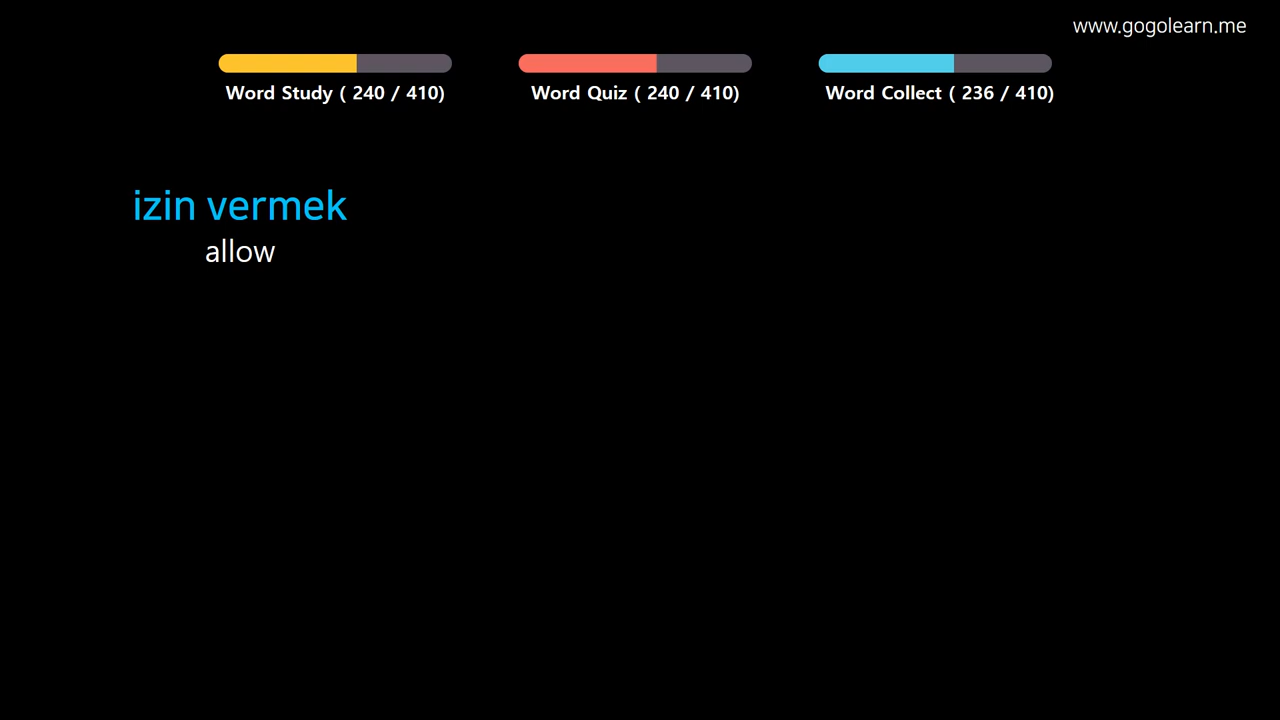 www.gogolearn.me
Word Study ( 240 / 410)
Word Quiz ( 240 / 410)
Word Collect ( 236 / 410)
izin vermek
allow